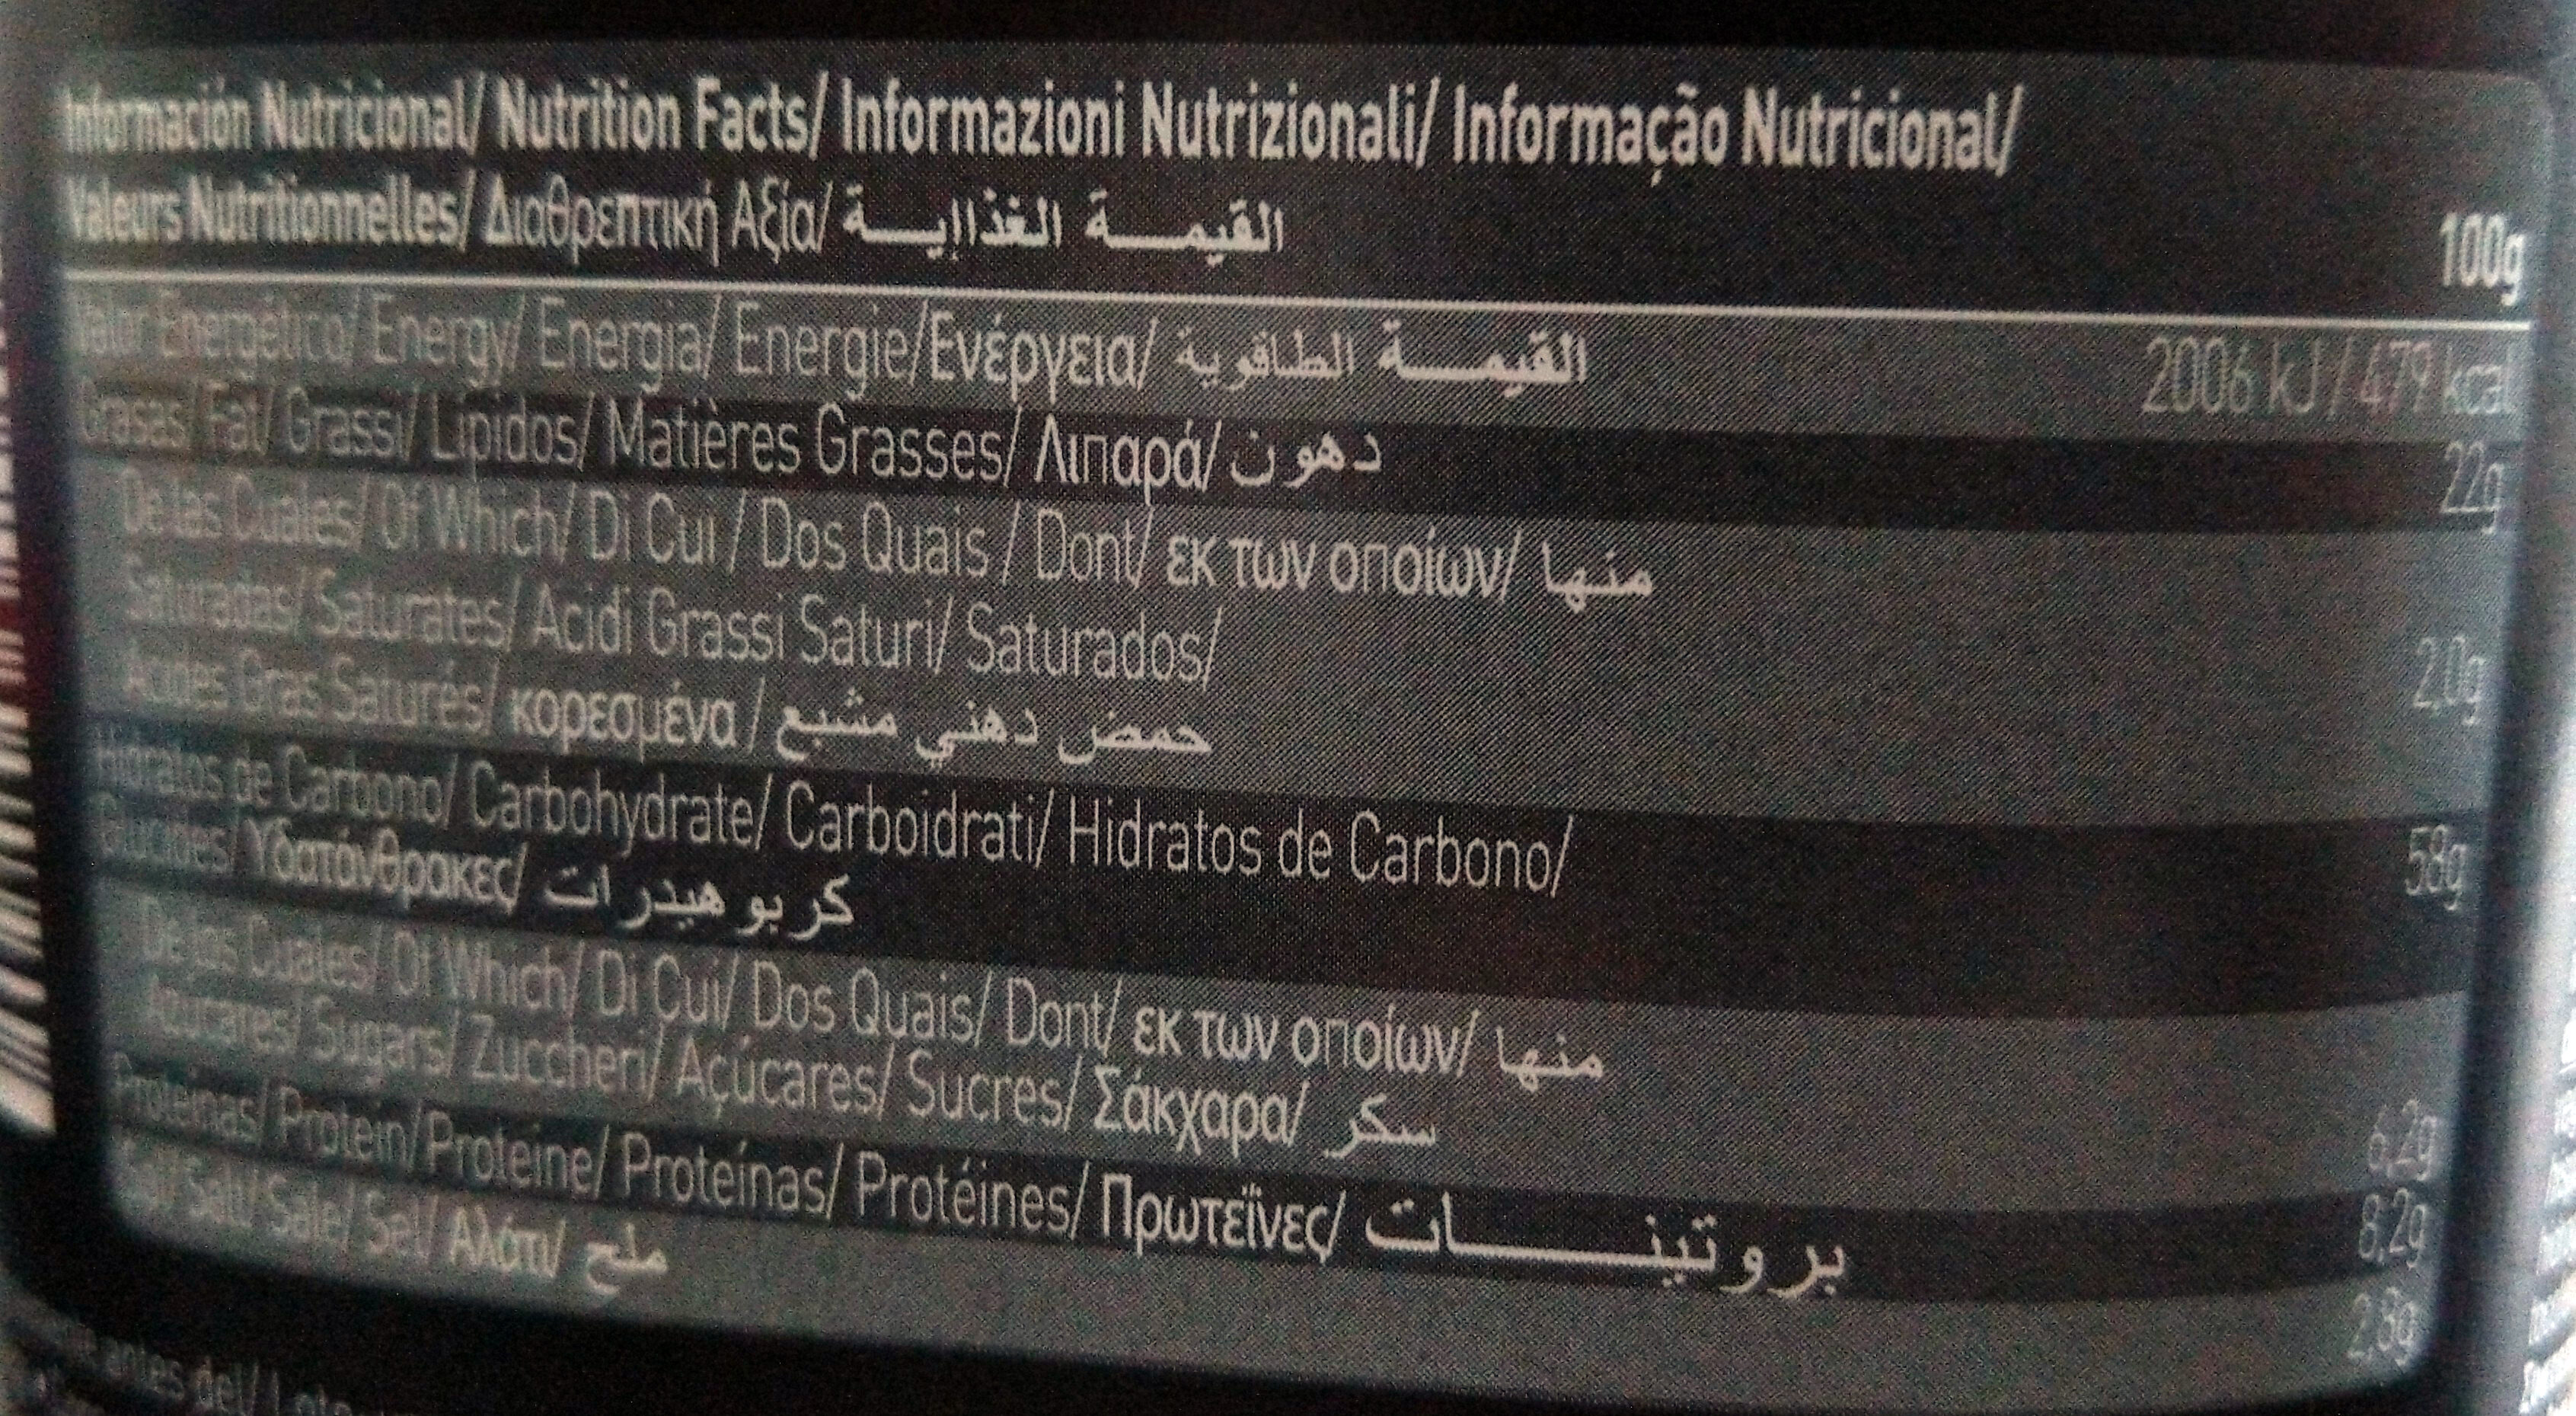 Información Nutricional/ Nutrition Facts/ Informazioni Nutrizionali/ Informação Nutricional/
Valeurs Nutritionnelles/ Διαθρεπτική Αξία/ القيمة الغذاإية 100g
Valor Energético/ Energy/ Energia/ Energie/Ενέργεια/ القيمة الطاقوية 2006 kJ / 479 kcal
Grasas/ Fat/ Grassi/ Lípidos/ Matières Grasses/ Λιπαρά/ دهون 22g
De las Cuales/ Of Which/ Di Cui / Dos Quais / Dont/ εκ των οποίων/ منها
Saturadas/ Saturates/ Acidi Grassi Saturi/ Saturados/ 2,0g
Acides Gras Saturés/ κορεσμένα / حمض دهني مشبع
Hidratos de Carbono/ Carbohydrate/ Carboidrati/ Hidratos de Carbono/ 58g
Glucides/ Υδατάνθρακες/ كربوهيدرات
De los Cuales/ Of Which/ Di Cui/ Dos Quais/ Dont/ εκ των οποίων/ منها
Azúcares/ Sugars/ Zuccheri/ Açúcares/ Sucres/ Σάκχαρα/ سكر 6,2g
Proteínas/ Protein/ Proteine/ Proteínas/ Protéines/ Πρωτεΐνες/ بروتينات 8,2g
Sal/ Salt/ Sale/ Sel/ Αλάτι/ ملح 2,8g
antes del/